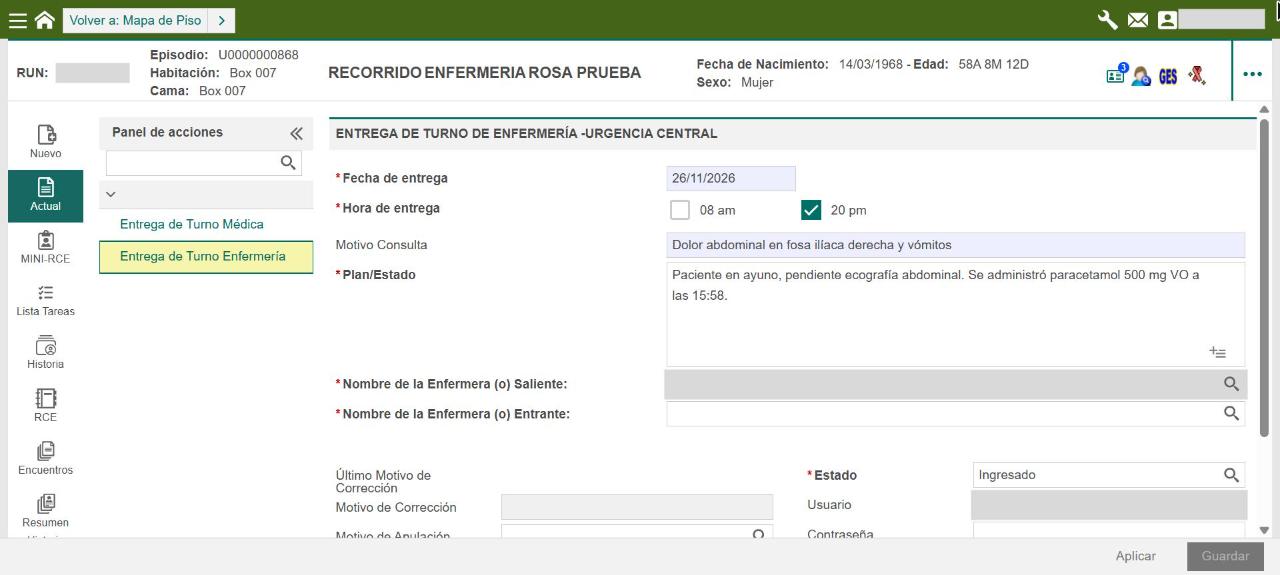 Volver a: Mapa de Piso
RUN:
Episodio: U0000000868
Habitación: Box 007
Cama: Box 007
RECORRIDO ENFERMERIA ROSA PRUEBA
Fecha de Nacimiento: 14/03/1968 - Edad: 58A 8M 12D
Sexo: Mujer
3
GES
Nuevo
Actual
MINI-RCE
Lista Tareas
Historia
RCE
Encuentros
Resumen
Panel de acciones
Entrega de Turno Médica
Entrega de Turno Enfermería
ENTREGA DE TURNO DE ENFERMERÍA -URGENCIA CENTRAL
*Fecha de entrega 26/11/2026
*Hora de entrega 08 am 20 pm
Motivo Consulta Dolor abdominal en fosa ilíaca derecha y vómitos
*Plan/Estado Paciente en ayuno, pendiente ecografía abdominal. Se administró paracetamol 500 mg VO a
las 15:58.
*Nombre de la Enfermera (o) Saliente:
*Nombre de la Enfermera (o) Entrante:
Último Motivo de
Corrección
*Estado Ingresado
Motivo de Corrección
Usuario
Motivo de Anulación
Contraseña
Aplicar
Guardar